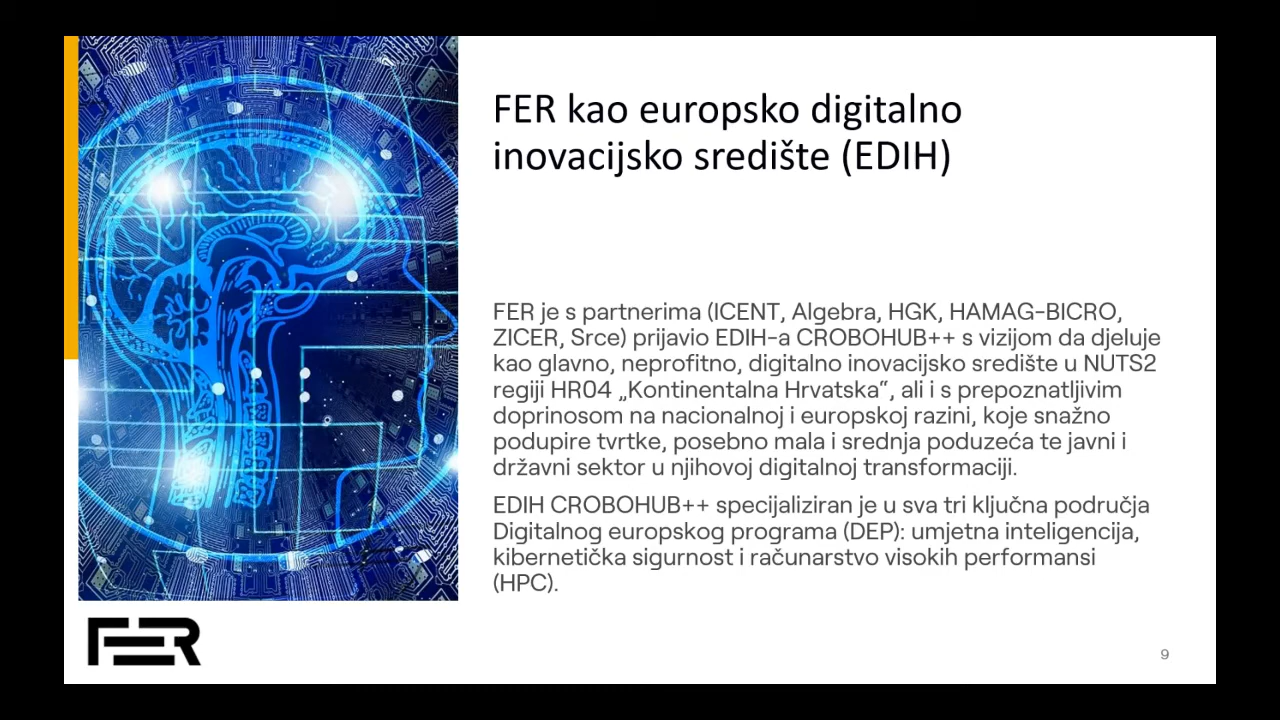 FER kao europsko digitalno
inovacijsko središte (EDIH)
FER je s partnerima (ICENT, Algebra, HGK, HAMAG-BICRO,
ZICER, Srce) prijavio EDIH-a CROBOHUB++ s vizijom da djeluje
kao glavno, neprofitno, digitalno inovacijsko središte u NUTS2
regiji HR04 „Kontinentalna Hrvatska“, ali i s prepoznatljivim
doprinosom na nacionalnoj i europskoj razini, koje snažno
podupire tvrtke, posebno mala i srednja poduzeća te javni i
državni sektor u njihovoj digitalnoj transformaciji.
EDIH CROBOHUB++ specijaliziran je u sva tri ključna područja
Digitalnog europskog programa (DEP): umjetna inteligencija,
kibernetička sigurnost i računarstvo visokih performansi
(HPC).
FER
9